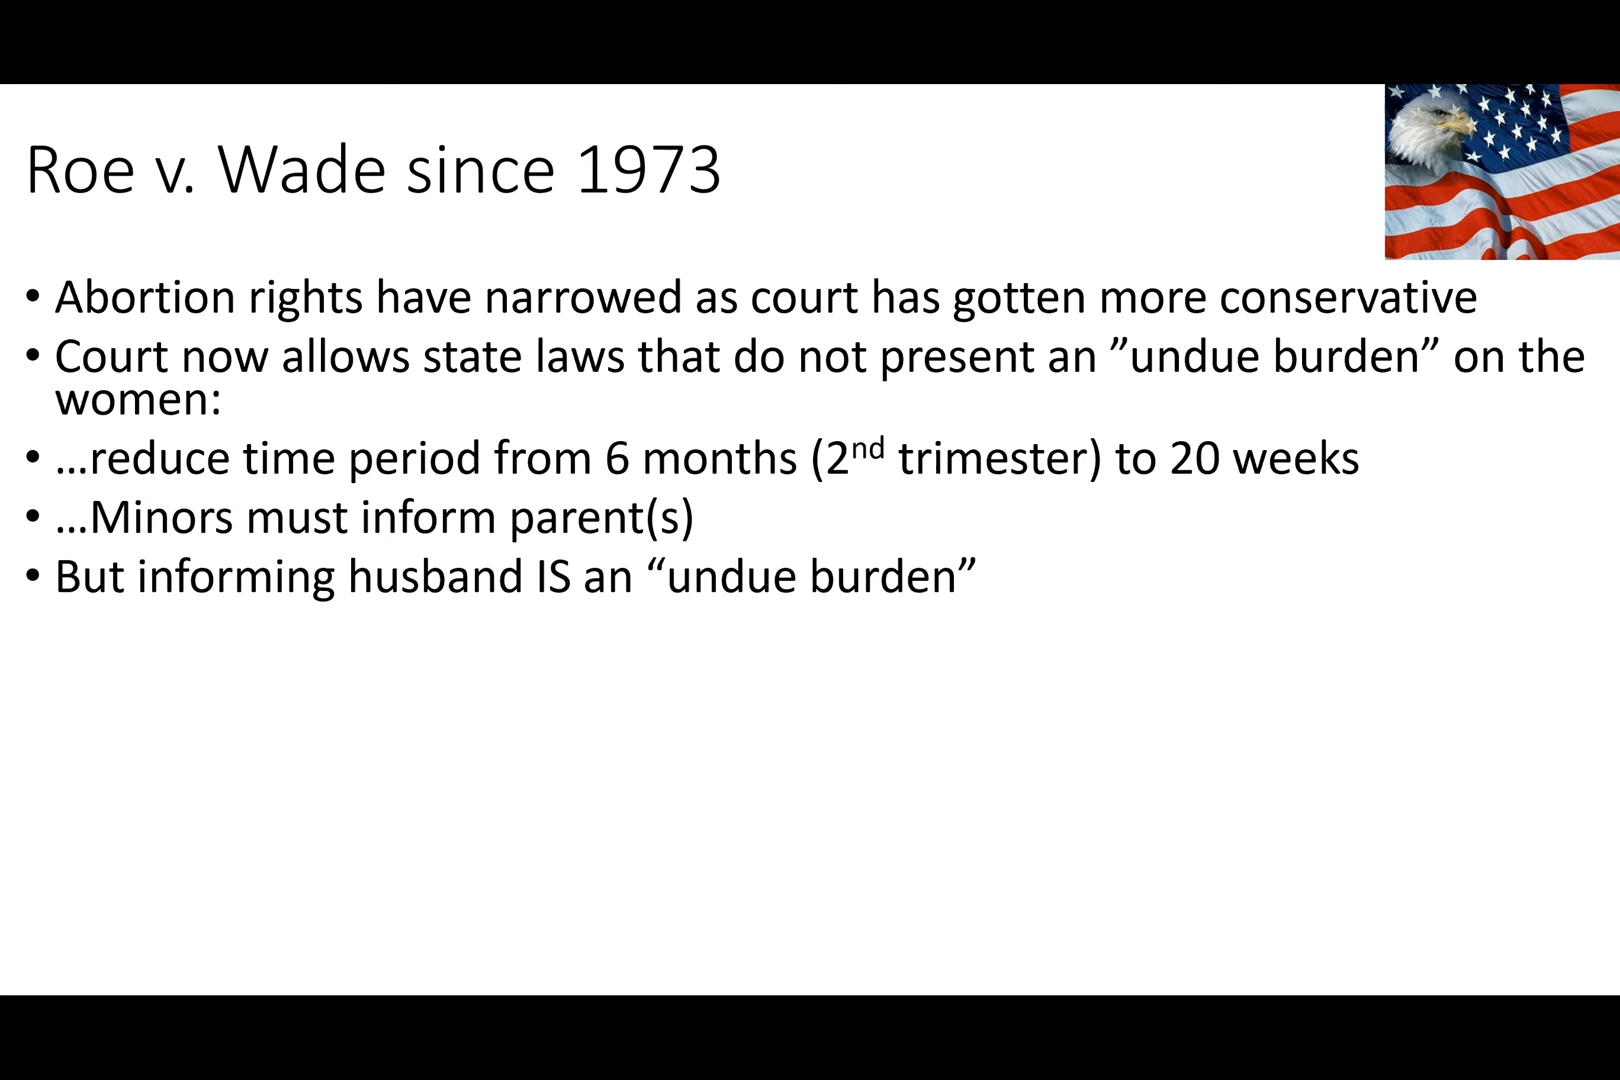 Roe v. Wade since 1973
• Abortion rights have narrowed as court has gotten more conservative
• Court now allows state laws that do not present an ”undue burden” on the
women:
• …reduce time period from 6 months (2nd trimester) to 20 weeks
• …Minors must inform parent(s)
• But informing husband IS an “undue burden”